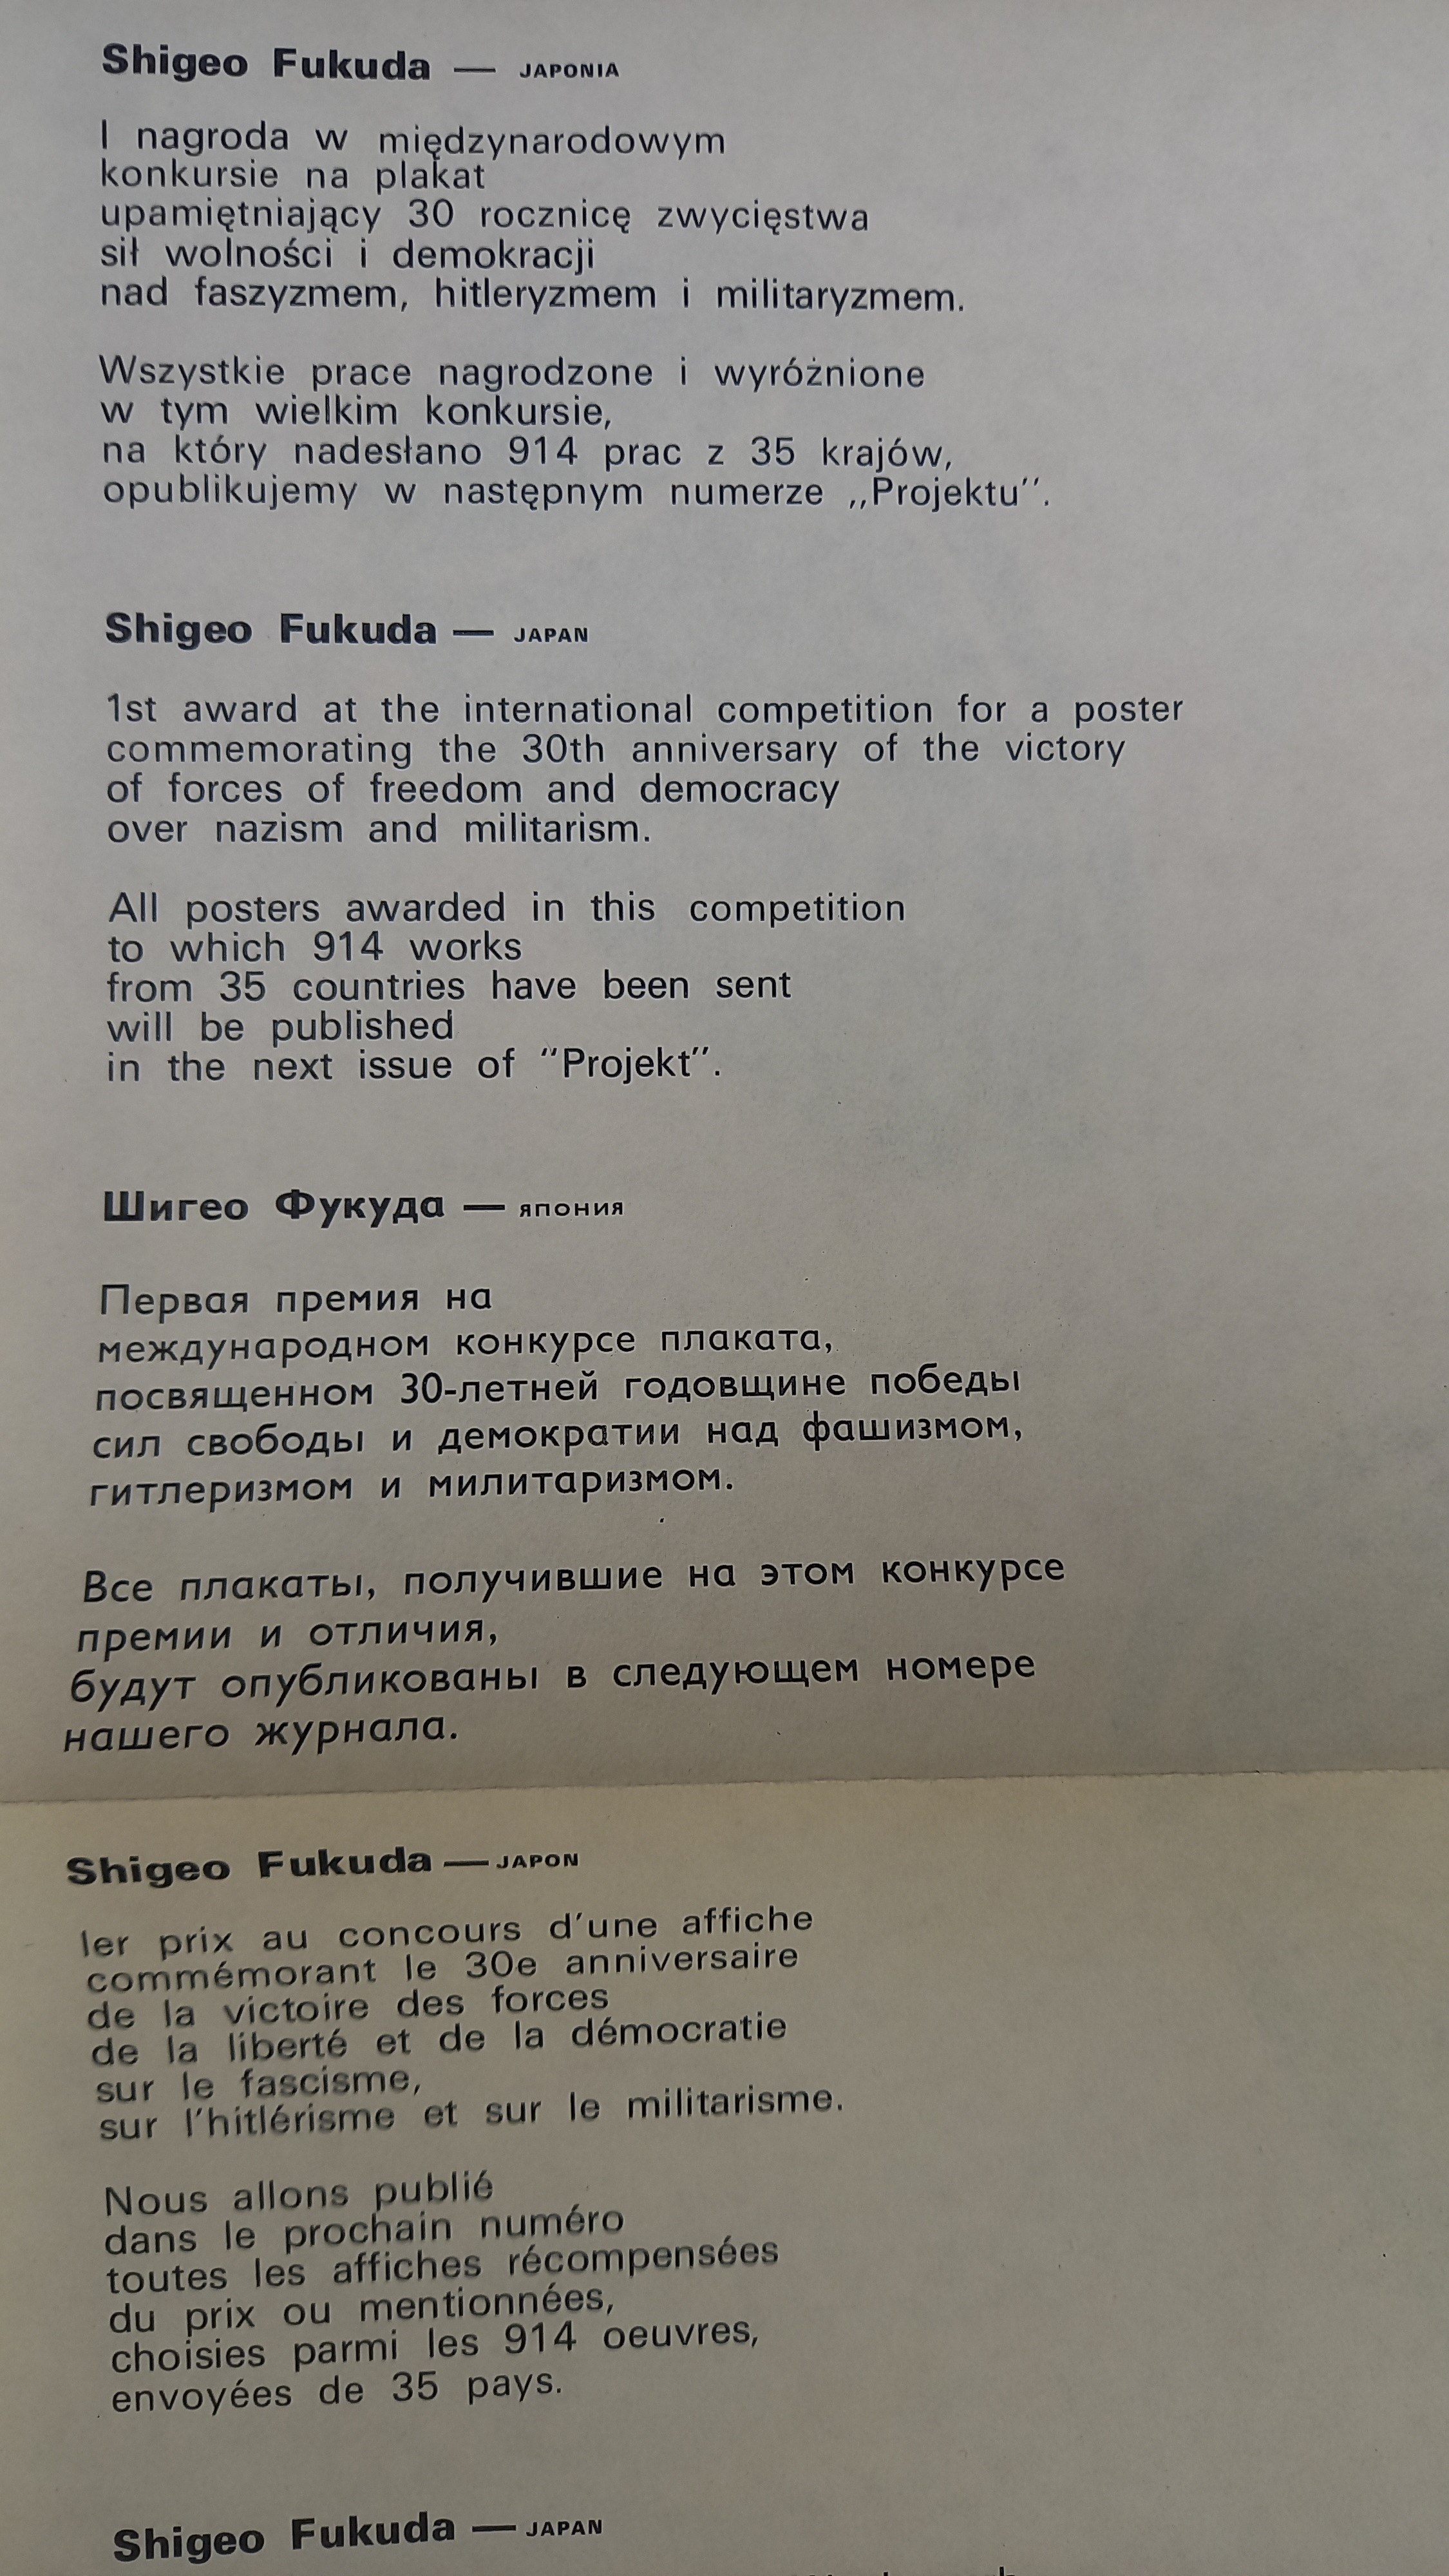 Shigeo Fukuda — JAPONIA
I nagroda w międzynarodowym
konkursie na plakat
upamiętniający 30 rocznicę zwycięstwa
sił wolności i demokracji
nad faszyzmem, hitleryzmem i militaryzmem.
Wszystkie prace nagrodzone i wyróżnione
w tym wielkim konkursie,
na który nadesłano 914 prac z 35 krajów,
opublikujemy w następnym numerze ,,Projektu’’.
Shigeo Fukuda — JAPAN
1st award at the international competition for a poster
commemorating the 30th anniversary of the victory
of forces of freedom and democracy
over nazism and militarism.
All posters awarded in this competition
to which 914 works
from 35 countries have been sent
will be published
in the next issue of “Projekt”.
Шигео Фукуда — ЯПОНИЯ
Первая премия на
международном конкурсе плаката,
посвященном 30-летней годовщине победы
сил свободы и демократии над фашизмом,
гитлеризмом и милитаризмом.
Все плакаты, получившие на этом конкурсе
премии и отличия,
будут опубликованы в следующем номере
нашего журнала.
Shigeo Fukuda — JAPON
Ier prix au concours d’une affiche
commémorant le 30e anniversaire
de la victoire des forces
de la liberté et de la démocratie
sur le fascisme,
sur l’hitlérisme et sur le militarisme.
Nous allons publié
dans le prochain numéro
toutes les affiches récompensées
du prix ou mentionnées,
choisies parmi les 914 oeuvres,
envoyées de 35 pays.
Shigeo Fukuda — JAPAN